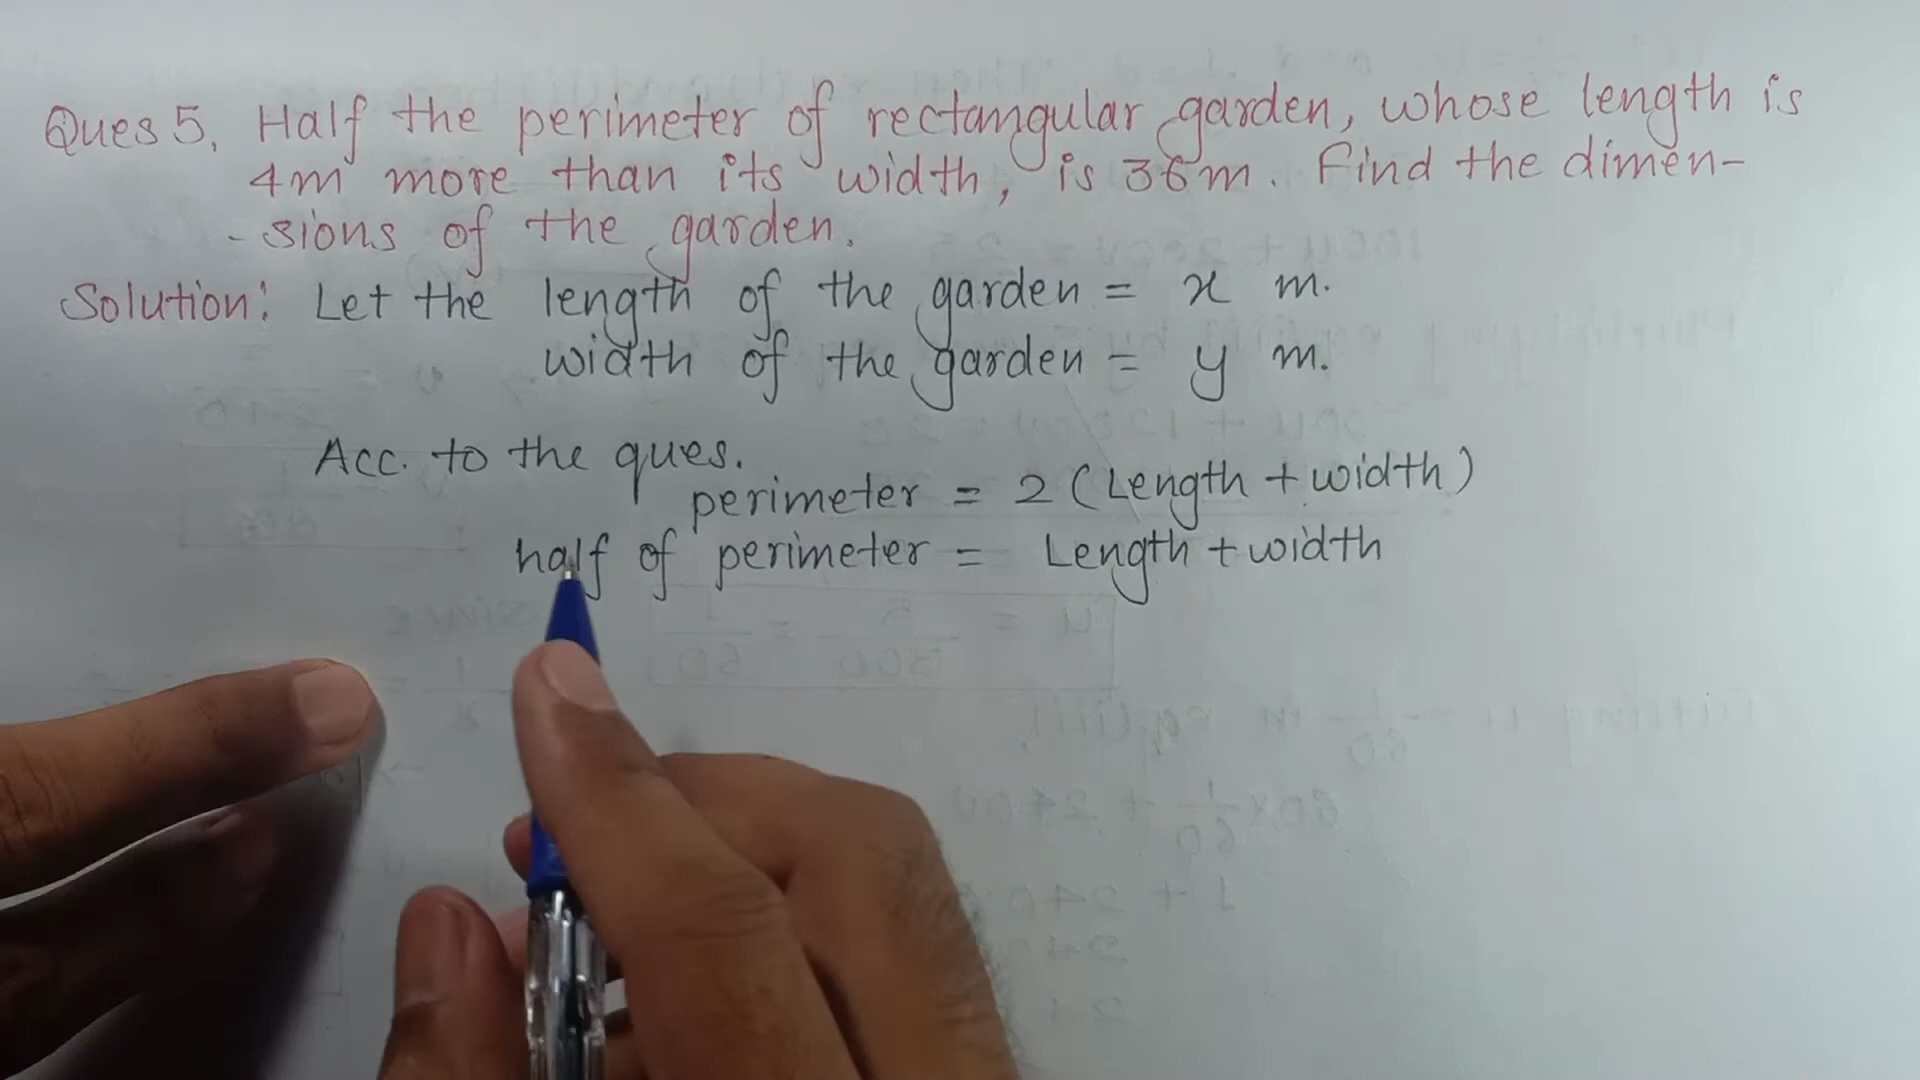 Ques 5. Half the perimeter of rectangular garden, whose length is
4m more than its width, is 36m. Find the dimen-
-sions of the garden.
Solution: Let the length of the garden = x m.
width of the garden = y m.
Acc. to the ques.
perimeter = 2 (Length + width)
half of perimeter = Length + width